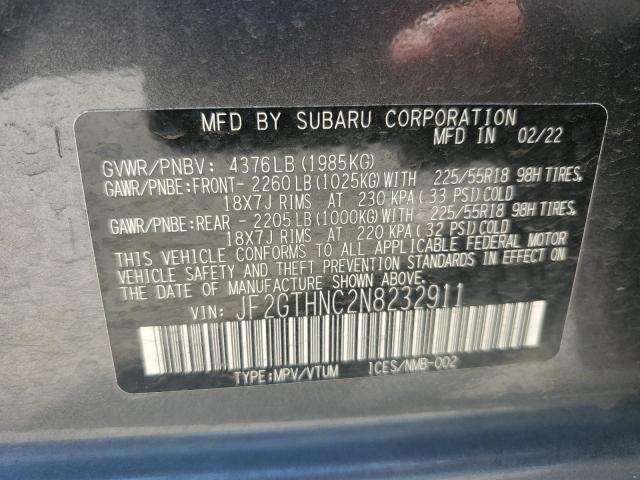 MFD BY SUBARU CORPORATION
MFD IN 02/22
GVWR/PNBV: 4376LB(1985KG)
GAWR/PNBE:FRONT- 2260LB(1025KG)WITH 225/55R18 98H TIRES,
18X7J RIMS AT 230 KPA( 33 PSI)COLD
GAWR/PNBE:REAR - 2205LB(1000KG)WITH 225/55R18 98H TIRES,
18X7J RIMS AT 220 KPA( 32 PSI)COLD
THIS VEHICLE CONFORMS TO ALL APPLICABLE FEDERAL MOTOR
VEHICLE SAFETY AND THEFT PREVENTION STANDARDS IN EFFECT ON THE
DATE OF MANUFACTURE SHOWN ABOVE.
VIN: JF2GTHNC2N8232911
TYPE:MPV/VTUM ICES/NMB-002